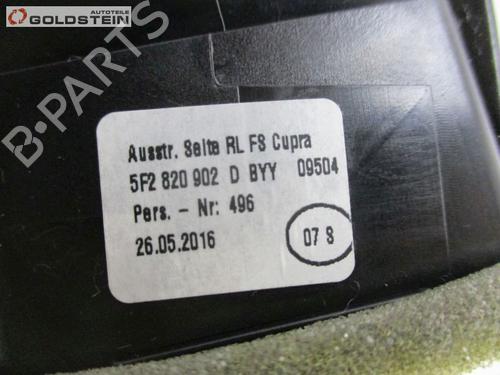 Autoteile
GOLDSTEIN
B-PARTS
Ausstr. Seite RL FS Cupra
5F2 820 902 D BYY 09504
Pers. - Nr: 496
26.05.2016
07 S